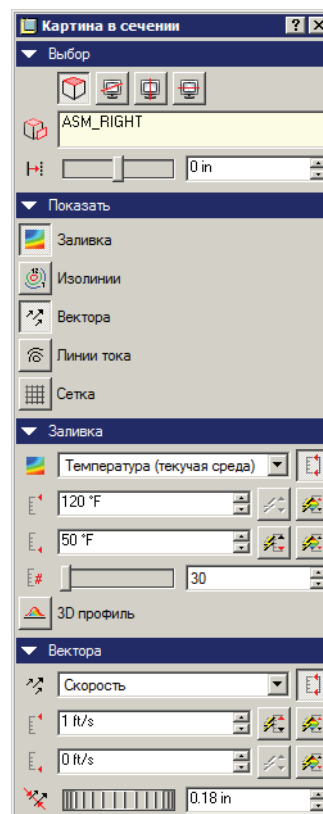 Картина в сечении
Выбор
ASM_RIGHT
0 in
Показать
Заливка
Изолинии
Вектора
Линии тока
Сетка
Заливка
Температура (текучая среда)
120 °F
50 °F
30
3D профиль
Вектора
Скорость
1 ft/s
0 ft/s
0.18 in